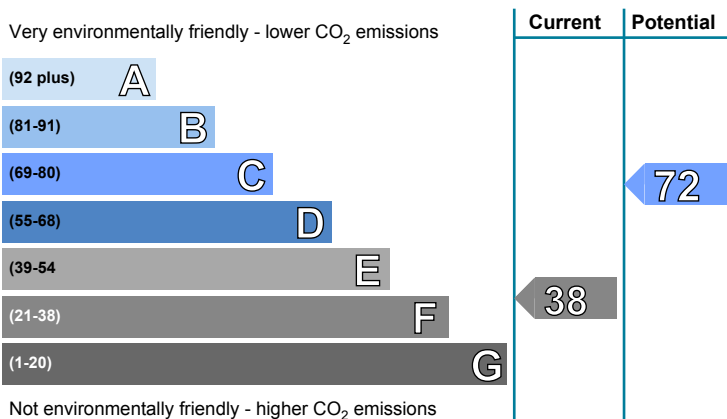 Current Potential
Very environmentally friendly - lower CO₂ emissions
(92 plus) A
(81-91) B
(69-80) C
72
(55-68) D
(39-54 E
38
(21-38) F
(1-20) G
Not environmentally friendly - higher CO₂ emissions